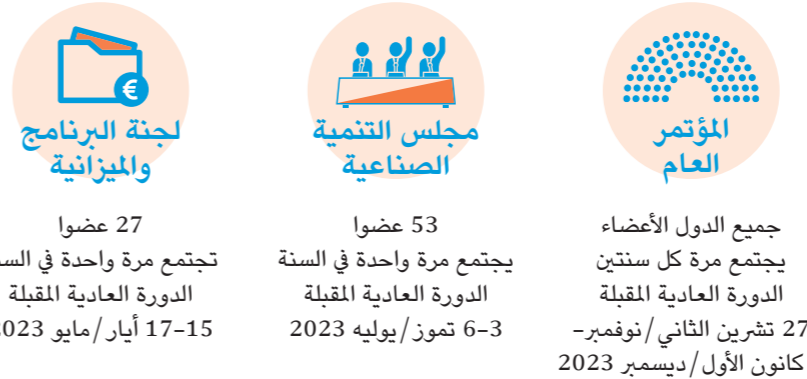 المؤتمر
العام
جميع الدول الأعضاء
يجتمع مرة كل سنتين
الدورة العادية المقبلة
27 تشرين الثاني/نوفمبر-
كانون الأول/ديسمبر 2023
مجلس التنمية
الصناعية
53 عضوا
يجتمع مرة واحدة في السنة
الدورة العادية المقبلة
3-6 تموز/يوليه 2023
€
لجنة البرنامج
والميزانية
27 عضوا
تجتمع مرة واحدة في
الدورة العادية المقبلة
15-17 أيار/مايو